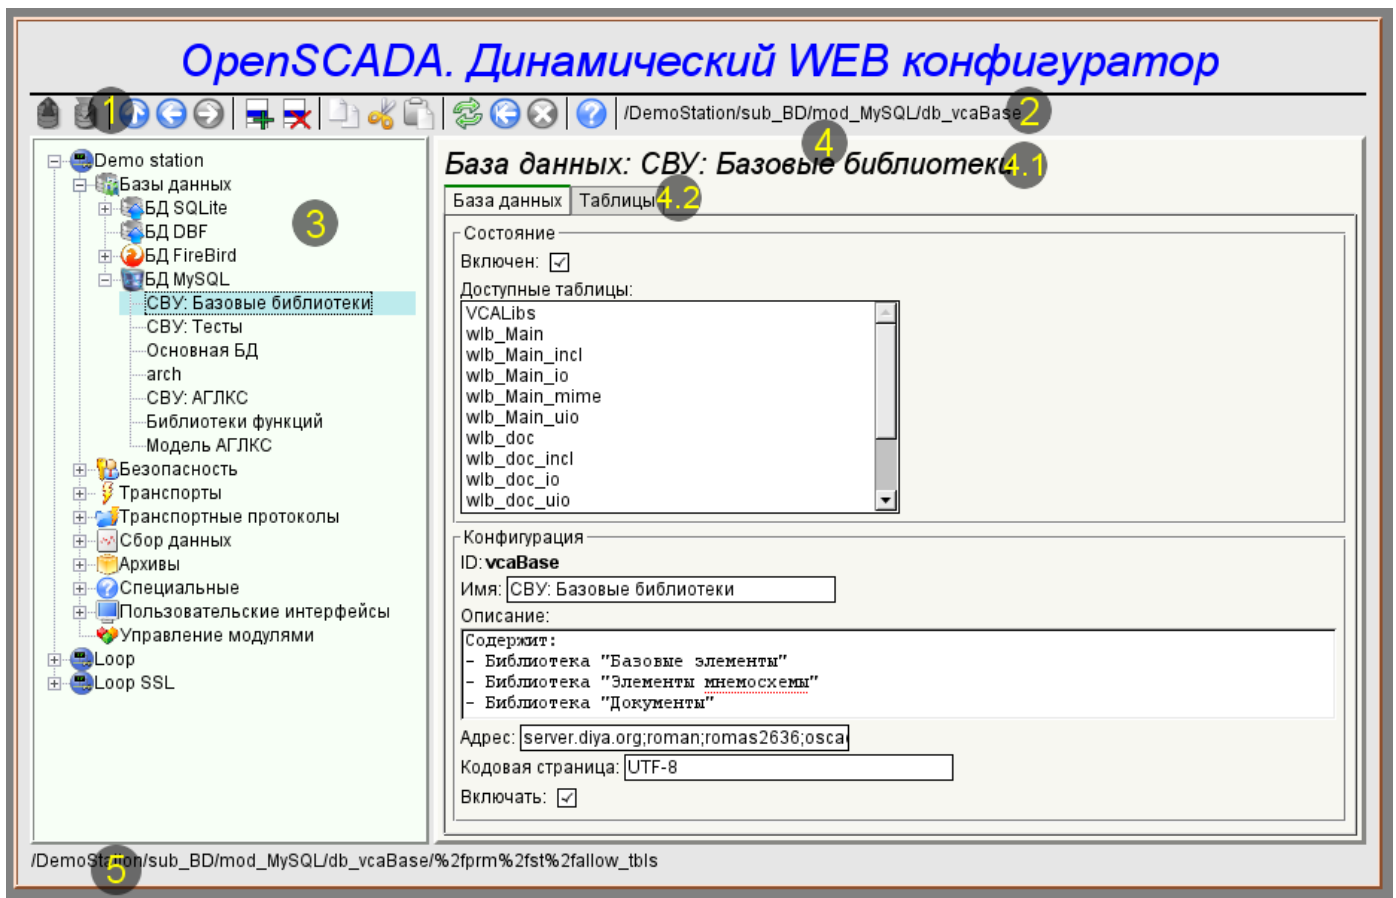 OpenSCADA. Динамический WEB конфигуратор
1
/DemoStation/sub_BD/mod_MySQL/db_vcaBase
2
Demo station
Базы данных
БД SQLite
БД DBF
БД FireBird
БД MySQL
СВУ: Базовые библиотеки
СВУ: Тесты
Основная БД
arch
СВУ: АГЛКС
Библиотеки функций
Модель АГЛКС
Безопасность
Транспорты
Транспортные протоколы
Сбор данных
Архивы
Специальные
Пользовательские интерфейсы
Управление модулями
Loop
Loop SSL
3
4
База данных: СВУ: Базовые библиотеки
4.1
База данных Таблицы
4.2
Состояние
Включен:
Доступные таблицы:
VCALibs
wlb_Main
wlb_Main_incl
wlb_Main_io
wlb_Main_mime
wlb_Main_uio
wlb_doc
wlb_doc_incl
wlb_doc_io
wlb_doc_uio
Конфигурация
ID: vcaBase
Имя: СВУ: Базовые библиотеки
Описание:
Содержит:
- Библиотека "Базовые элементы"
- Библиотека "Элементы мнемосхемы"
- Библиотека "Документы"
Адрес: server.diya.org;roman;romas2636;osca
Кодовая страница: UTF-8
Включать:
/DemoStation/sub_BD/mod_MySQL/db_vcaBase/%2fprm%2fst%2fallow_tbls
5